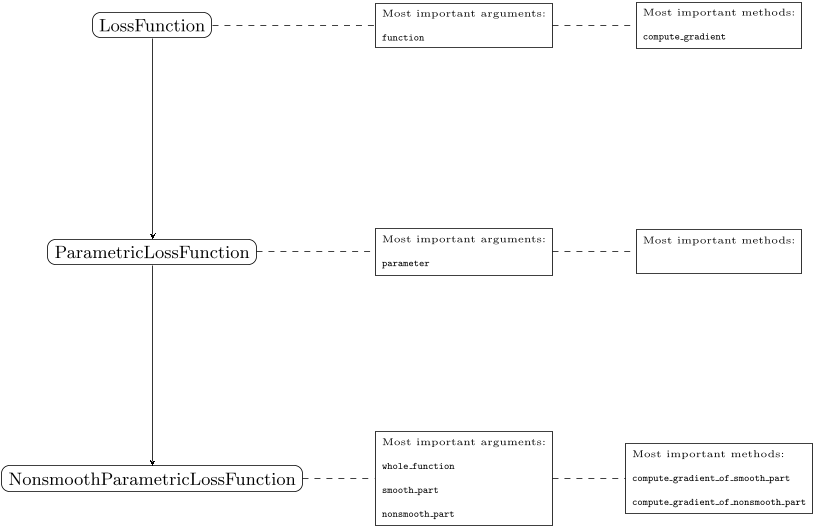 LossFunction
Most important arguments:
function
Most important methods:
compute_gradient
ParametricLossFunction
Most important arguments:
parameter
Most important methods:
NonsmoothParametricLossFunction
Most important arguments:
whole_function
smooth_part
nonsmooth_part
Most important methods:
compute_gradient_of_smooth_part
compute_gradient_of_nonsmooth_part